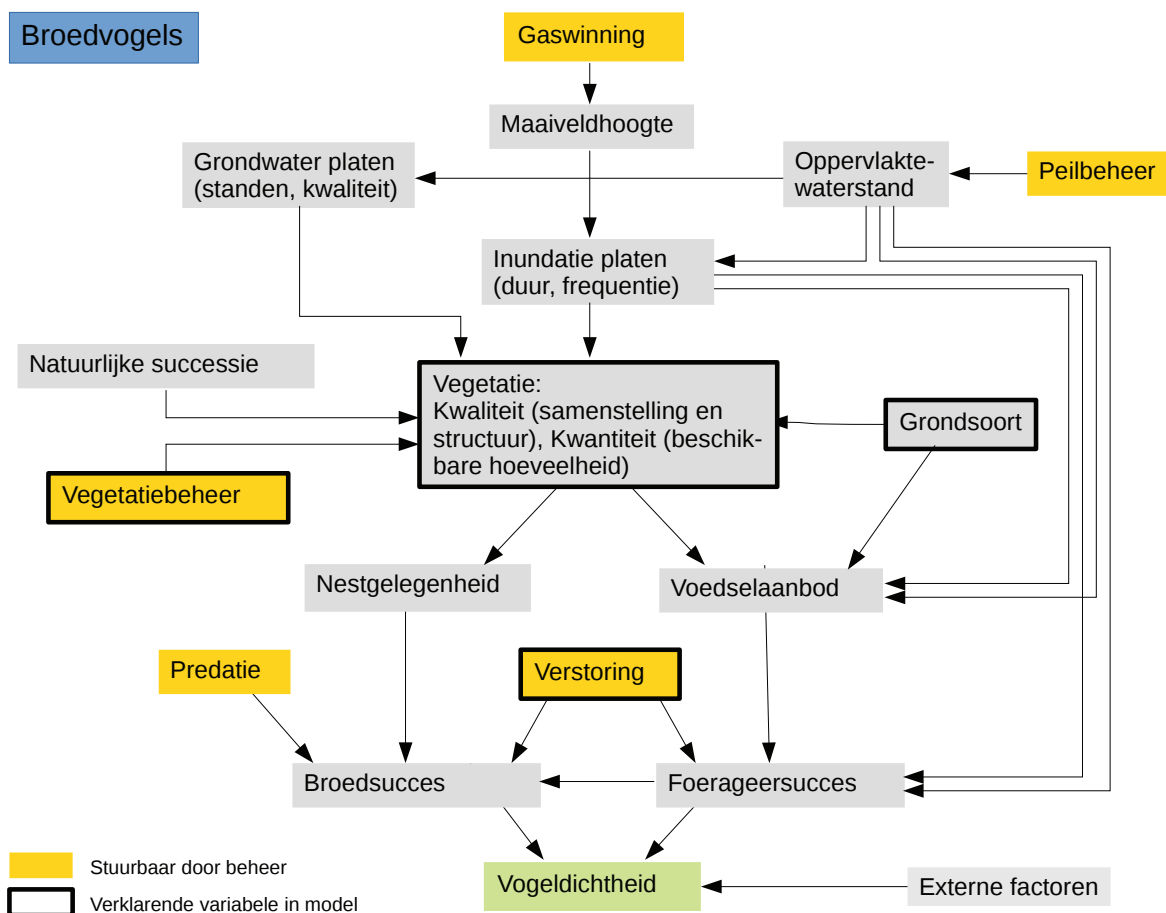 Broedvogels
Gaswinning
Maaiveldhoogte
Grondwater platen
(standen, kwaliteit)
Oppervlakte-
waterstand
Peilbeheer
Inundatie platen
(duur, frequentie)
Natuurlijke successie
Vegetatie:
Kwaliteit (samenstelling en
structuur), Kwantiteit (beschik-
bare hoeveelheid)
Grondsoort
Vegetatiebeheer
Nestgelegenheid
Voedselaanbod
Predatie
Verstoring
Broedsucces
Foerageersucces
Vogeldichtheid
Externe factoren
Stuurbaar door beheer
Verklarende variabele in model